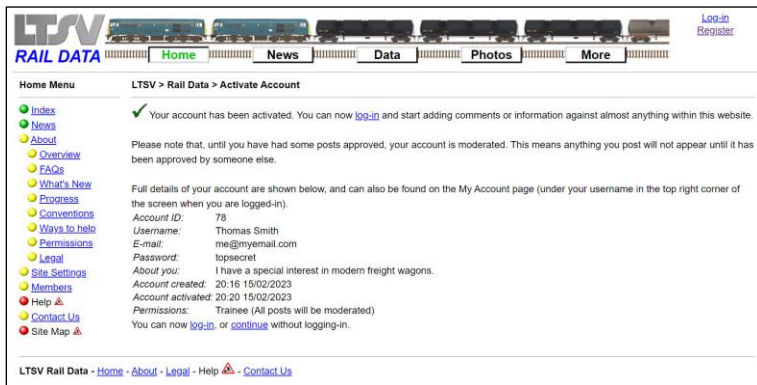 LTSV
RAIL DATA
Home
News
Data
Photos
More
Log-in
Register
Home Menu
Index
News
About
Overview
FAQs
What's New
Progress
Conventions
Ways to help
Permissions
Legal
Site Settings
Members
Help
Contact Us
Site Map
LTSV > Rail Data > Activate Account
Your account has been activated. You can now log-in and start adding comments or information against almost anything within this website.
Please note that, until you have had some posts approved, your account is moderated. This means anything you post will not appear until it has
been approved by someone else.
Full details of your account are shown below, and can also be found on the My Account page (under your username in the top right corner of
the screen when you are logged-in).
Account ID: 78
Username: Thomas Smith
E-mail: me@myemail.com
Password: topsecret
About you: I have a special interest in modern freight wagons.
Account created: 20:16 15/02/2023
Account activated: 20:20 15/02/2023
Permissions: Trainee (All posts will be moderated)
You can now log-in, or continue without logging-in.
LTSV Rail Data - Home - About - Legal - Help - Contact Us